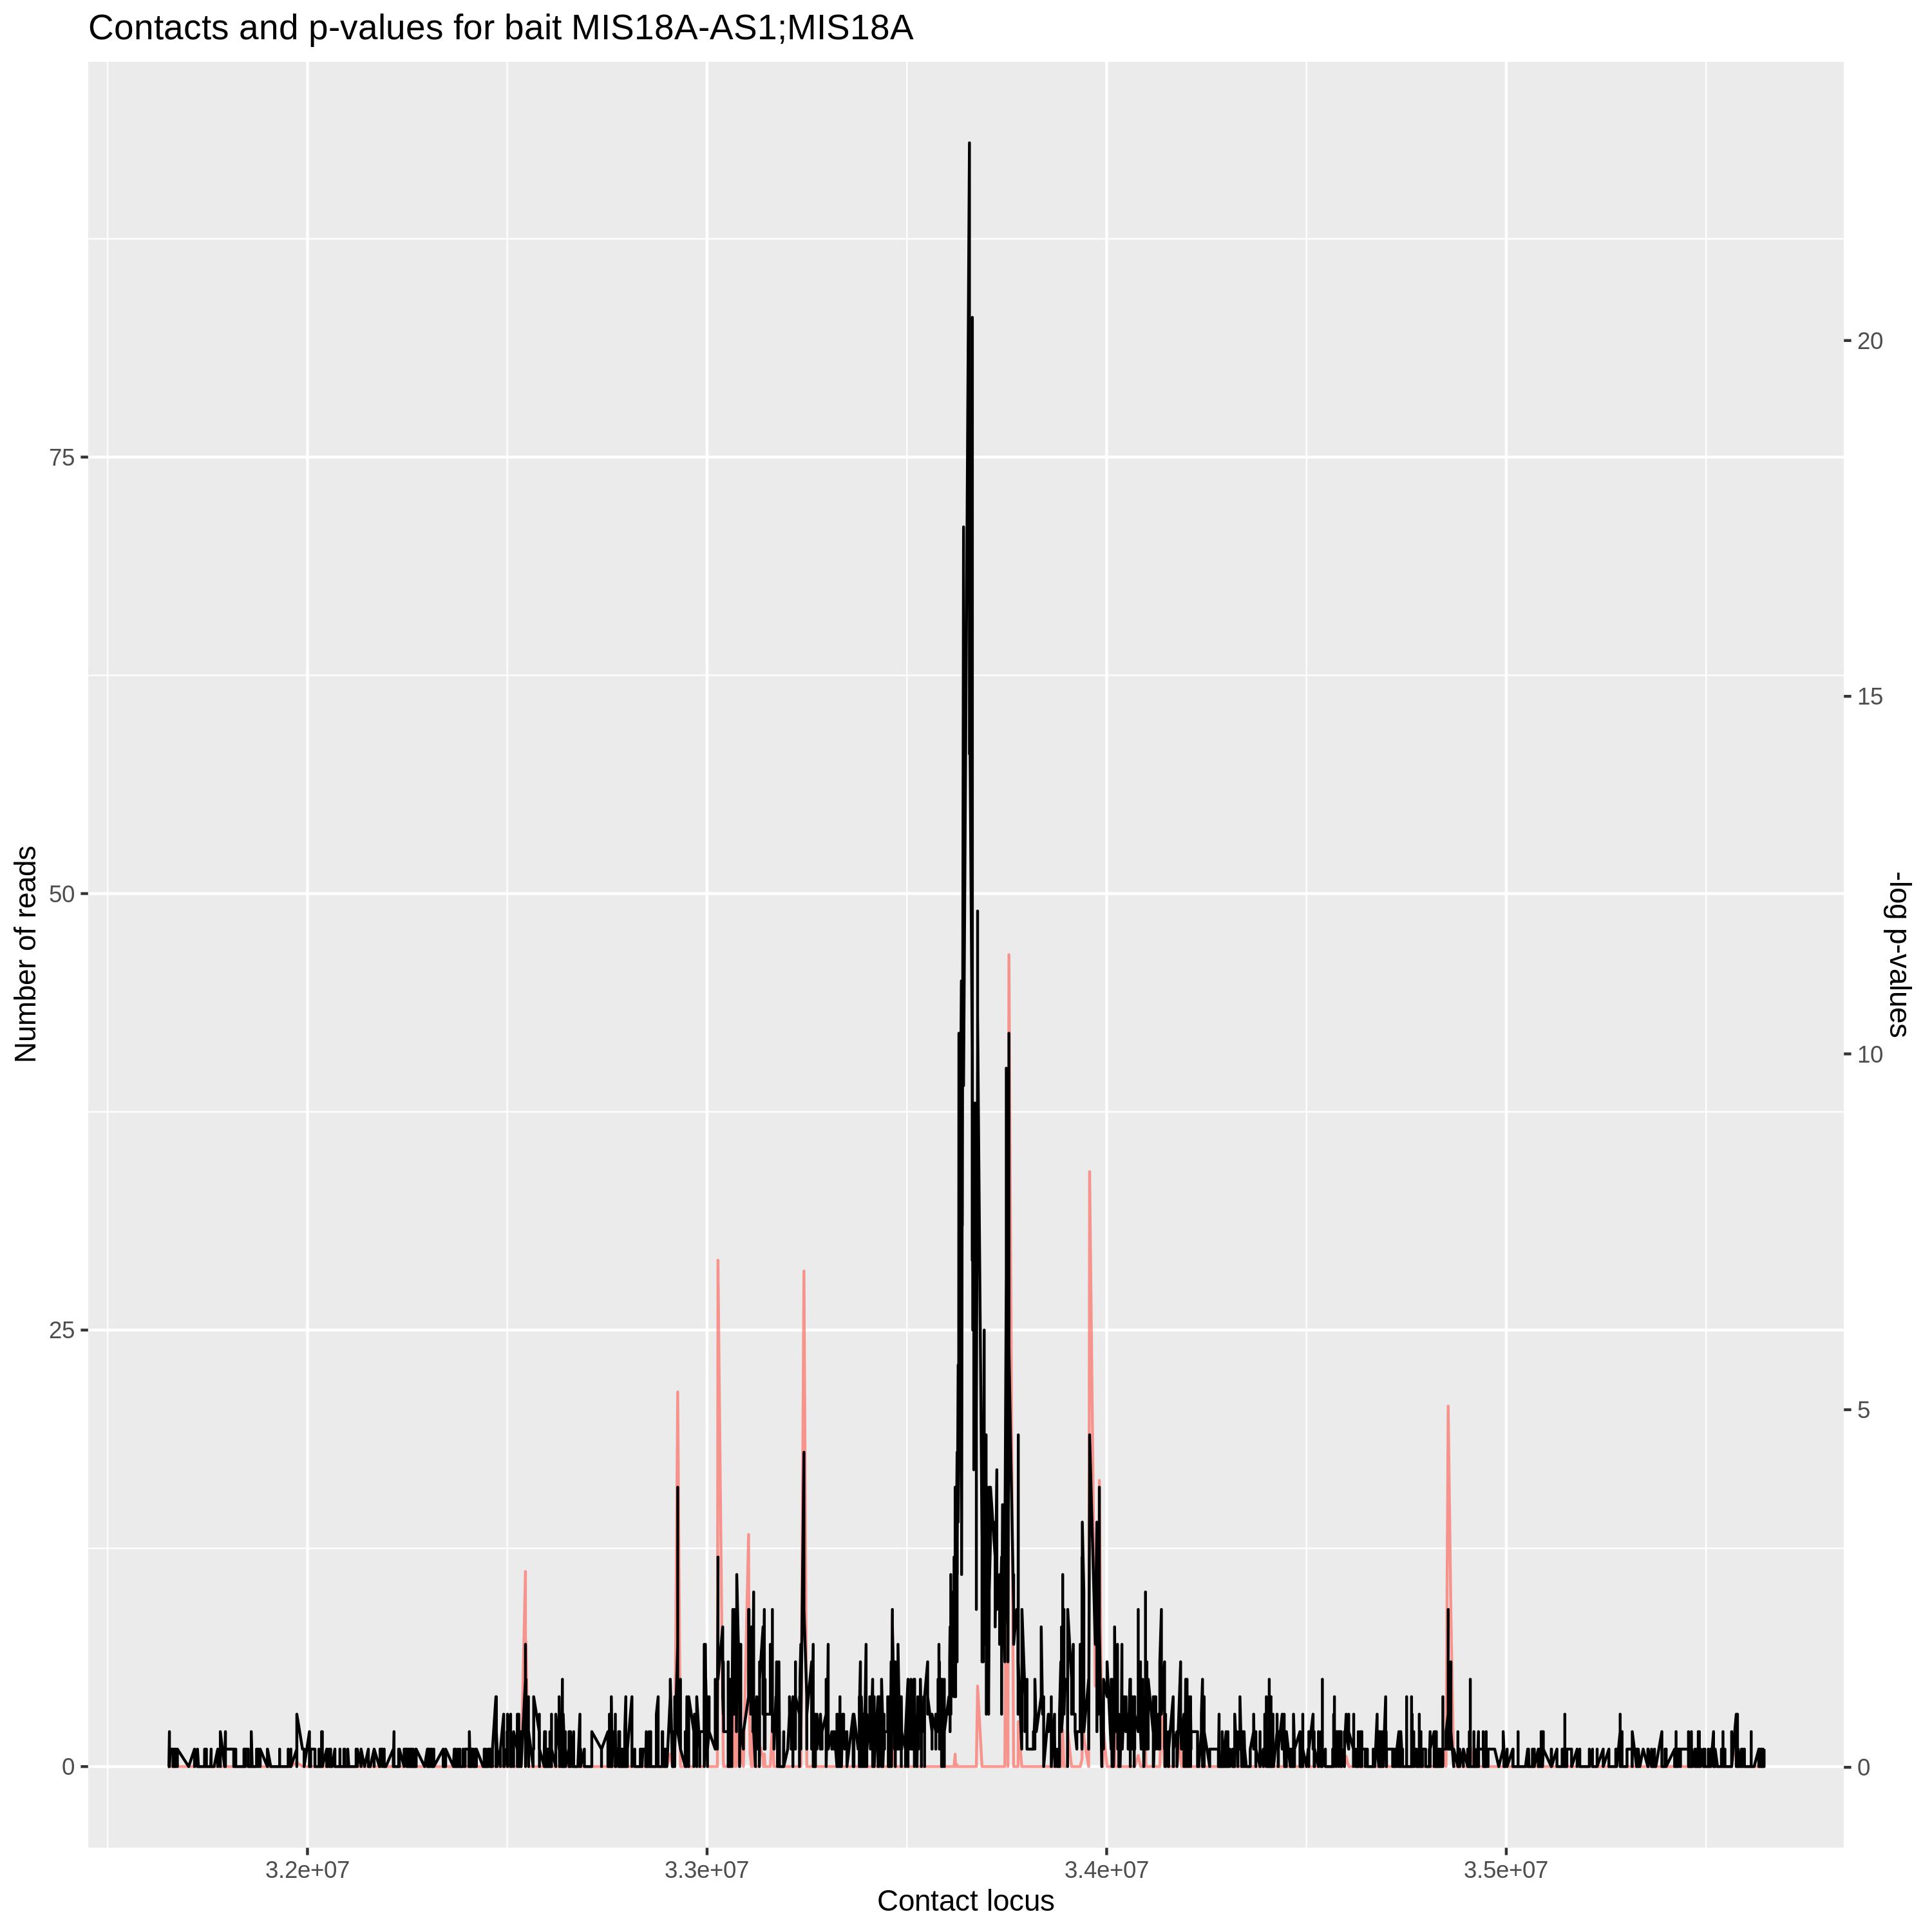 Contacts and p-values for bait MIS18A-AS1;MIS18A
Number of reads
75
50
25
0
20
15
10
5
0
-log p-values
3.2e+07 3.3e+07 3.4e+07 3.5e+07
Contact locus